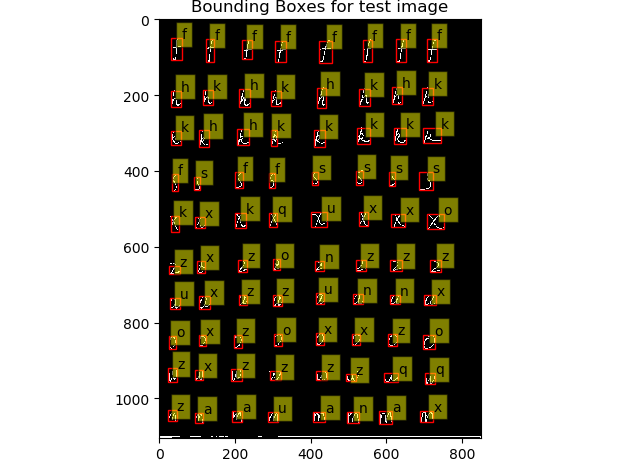 Bounding Boxes for test image
0
f f f f f f f f
200
h k h k h k h k
k h h k k k k k
400
f s f f s s s s
k x k q u x x o
600
z x z o n z z z
u x z z u n n x
800
o x z o x x z o
z x z z z z q q
1000
z a a u a n a x
0 200 400 600 800